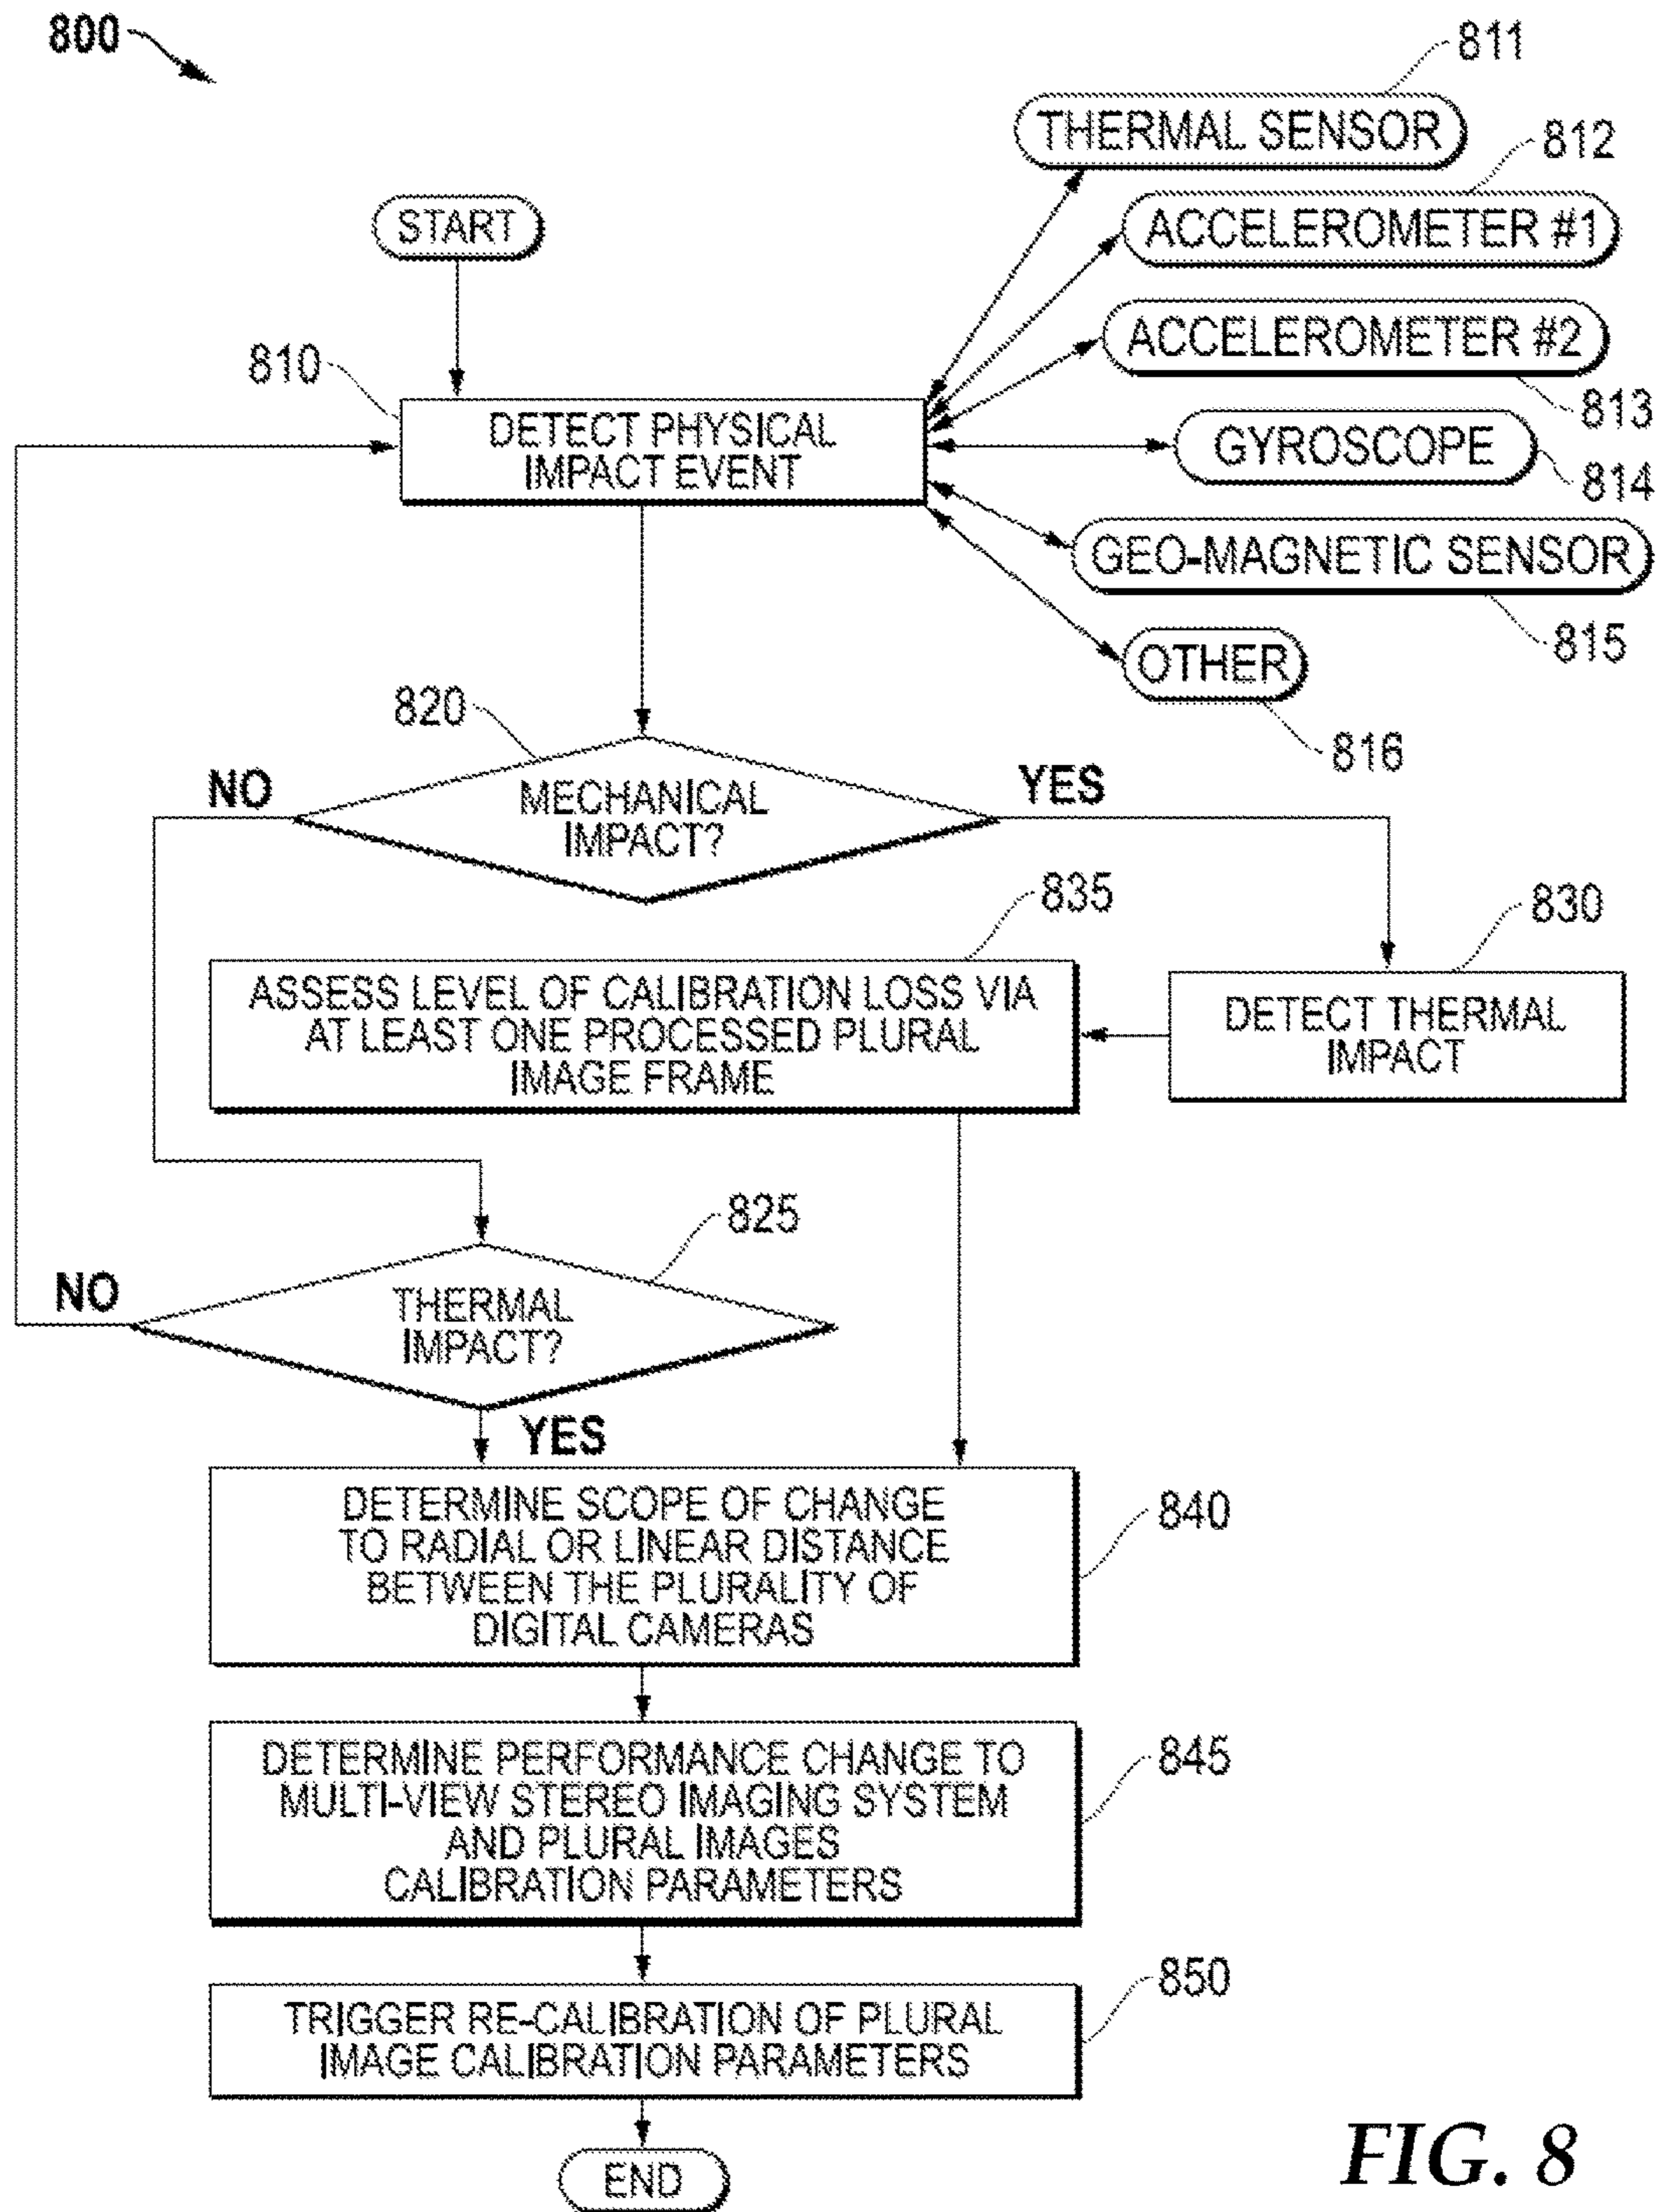 800
811
THERMAL SENSOR
812
START
ACCELEROMETER #1
810
ACCELEROMETER #2
813
DETECT PHYSICAL
IMPACT EVENT
GYROSCOPE
814
GEO-MAGNETIC SENSOR
815
OTHER
816
820
NO
YES
MECHANICAL
IMPACT?
835
830
ASSESS LEVEL OF CALIBRATION LOSS VIA
AT LEAST ONE PROCESSED PLURAL
IMAGE FRAME
DETECT THERMAL
IMPACT
825
NO
THERMAL
IMPACT?
YES
DETERMINE SCOPE OF CHANGE
TO RADIAL OR LINEAR DISTANCE
BETWEEN THE PLURALITY OF
DIGITAL CAMERAS
840
DETERMINE PERFORMANCE CHANGE TO
MULTI-VIEW STEREO IMAGING SYSTEM
AND PLURAL IMAGES
CALIBRATION PARAMETERS
845
TRIGGER RE-CALIBRATION OF PLURAL
IMAGE CALIBRATION PARAMETERS
850
END
FIG. 8